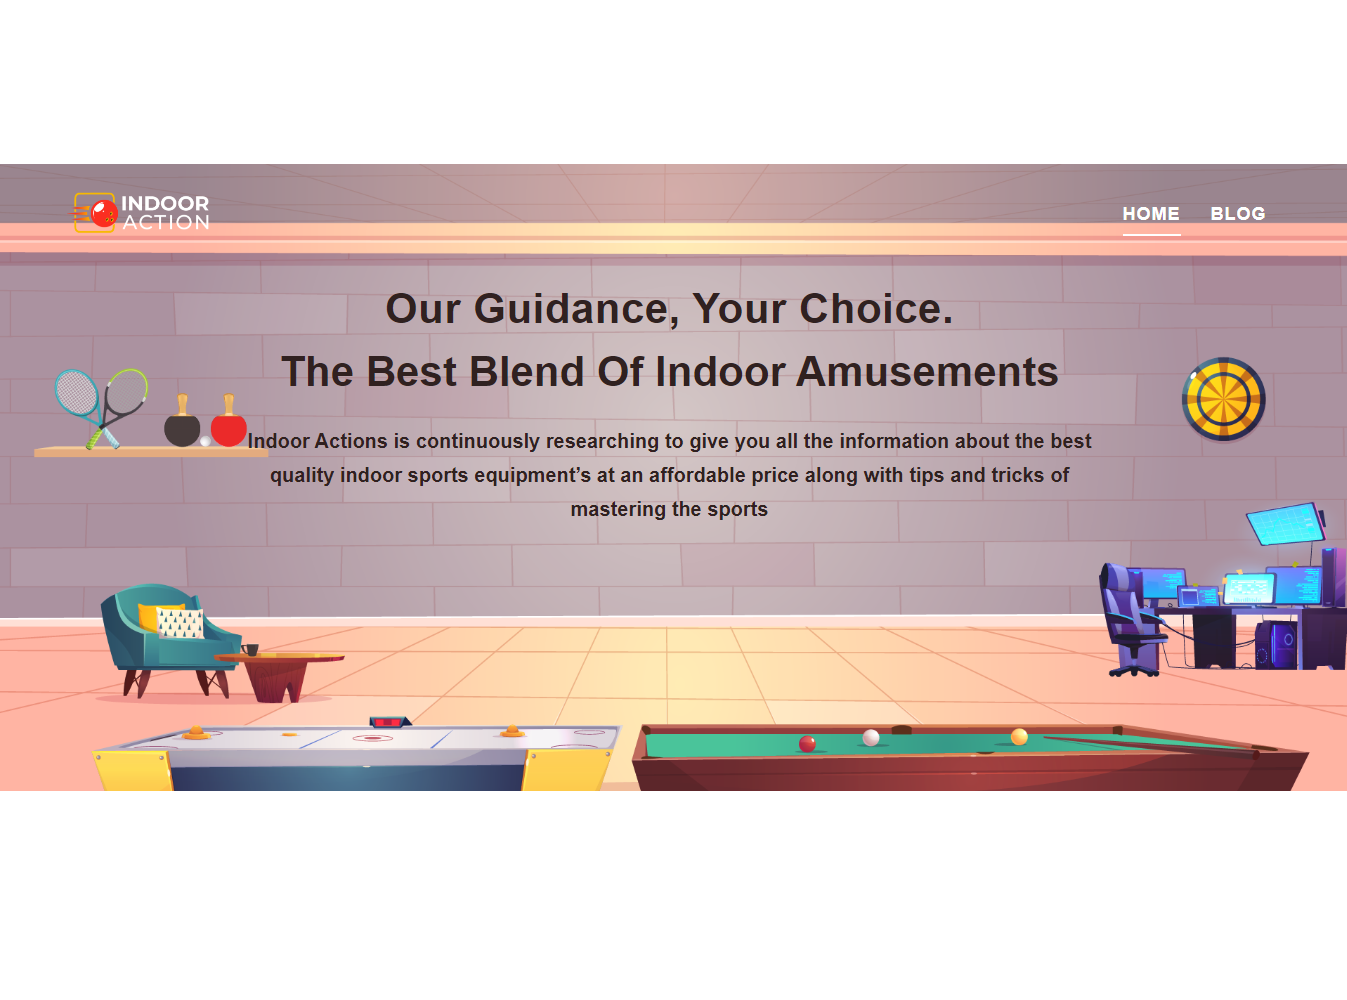 INDOOR
ACTION
HOME BLOG
Our Guidance, Your Choice.
The Best Blend Of Indoor Amusements
Indoor Actions is continuously researching to give you all the information about the best
quality indoor sports equipment’s at an affordable price along with tips and tricks of
mastering the sports